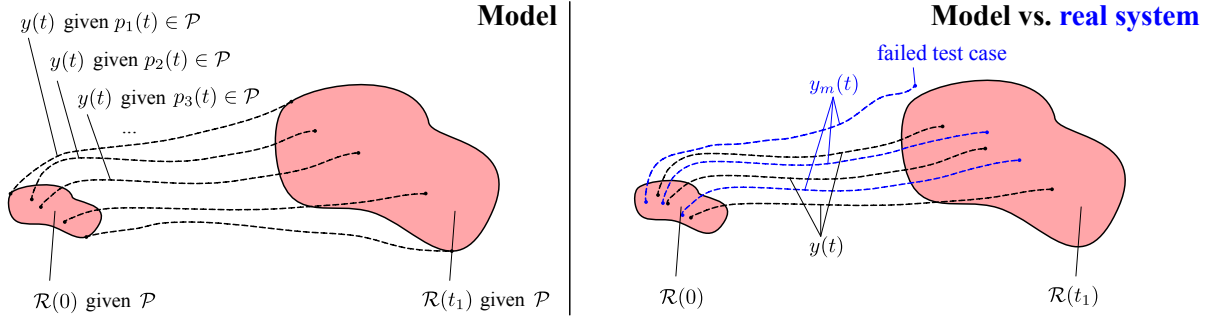 Model
y(t) given p₁(t) ∈ 𝒫
y(t) given p₂(t) ∈ 𝒫
y(t) given p₃(t) ∈ 𝒫
...
ℛ(0) given 𝒫
ℛ(t₁) given 𝒫
Model vs. real system
failed test case
yₘ(t)
y(t)
ℛ(0)
ℛ(t₁)